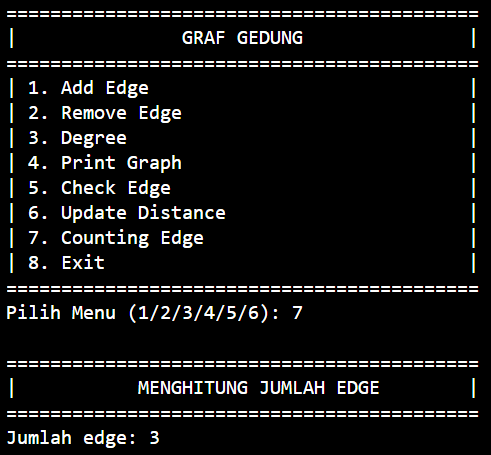 ===========================================
|               GRAF GEDUNG               |
===========================================
| 1. Add Edge                             |
| 2. Remove Edge                          |
| 3. Degree                               |
| 4. Print Graph                          |
| 5. Check Edge                           |
| 6. Update Distance                      |
| 7. Counting Edge                        |
| 8. Exit                                 |
===========================================
Pilih Menu (1/2/3/4/5/6): 7

===========================================
|           MENGHITUNG JUMLAH EDGE        |
===========================================
Jumlah edge: 3